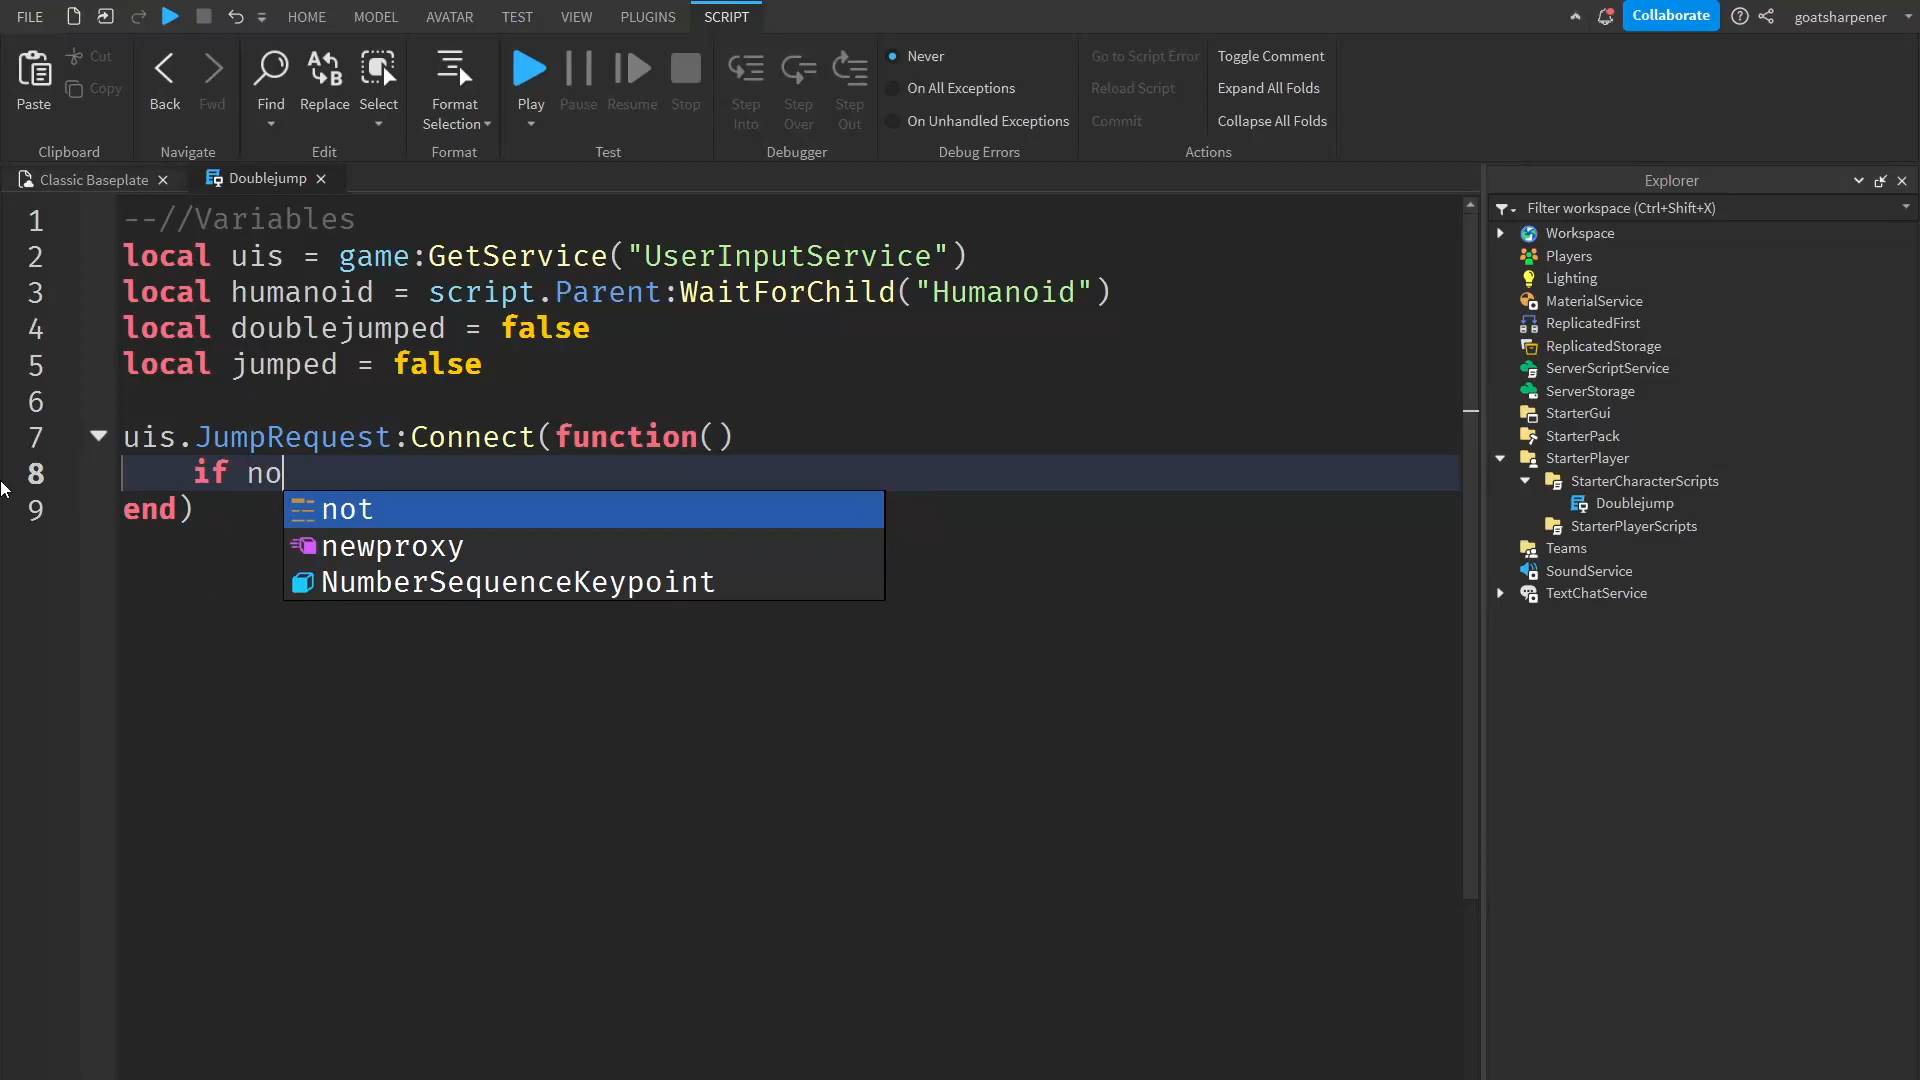 FILE HOME MODEL AVATAR TEST VIEW PLUGINS SCRIPT Collaborate goatsharpener
Paste Cut Copy
Clipboard
Back Fwd
Navigate
Find Replace Select
Edit
Format Selection
Format
Play Pause Resume Stop
Test
Step Into Step Over Step Out
Debugger
Never
On All Exceptions
On Unhandled Exceptions
Debug Errors
Go to Script Error Toggle Comment
Reload Script Expand All Folds
Commit Collapse All Folds
Actions
Classic Baseplate Doublejump
1 --//Variables
2 local uis = game:GetService("UserInputService")
3 local humanoid = script.Parent:WaitForChild("Humanoid")
4 local doublejumped = false
5 local jumped = false
6
7 uis.JumpRequest:Connect(function()
8 if no
9 end)
not
newproxy
NumberSequenceKeypoint
Explorer
Filter workspace (Ctrl+Shift+X)
Workspace
Players
Lighting
MaterialService
ReplicatedFirst
ReplicatedStorage
ServerScriptService
ServerStorage
StarterGui
StarterPack
StarterPlayer
StarterCharacterScripts
Doublejump
StarterPlayerScripts
Teams
SoundService
TextChatService